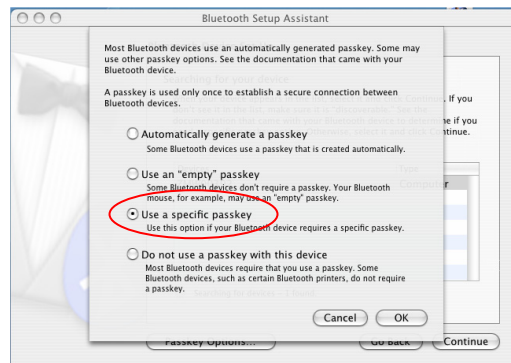 Bluetooth Setup Assistant
Most Bluetooth devices use an automatically generated passkey. Some may
use other passkey options. See the documentation that came with your
Bluetooth device.
A passkey is used only once to establish a secure connection between
Bluetooth devices.
If you
ne if you
ntinue.
Automatically generate a passkey
Some Bluetooth devices use a passkey that is created automatically.
Use an "empty" passkey
Some Bluetooth devices don't require a passkey. Your Bluetooth
mouse, for example, may use an "empty" passkey.
Use a specific passkey
Use this option if your Bluetooth device requires a specific passkey.
Do not use a passkey with this device
Most Bluetooth devices require that you use a passkey. Some
Bluetooth devices, such as certain Bluetooth printers, do not require
a passkey.
Cancel OK
Passkey Options... Go Back Continue